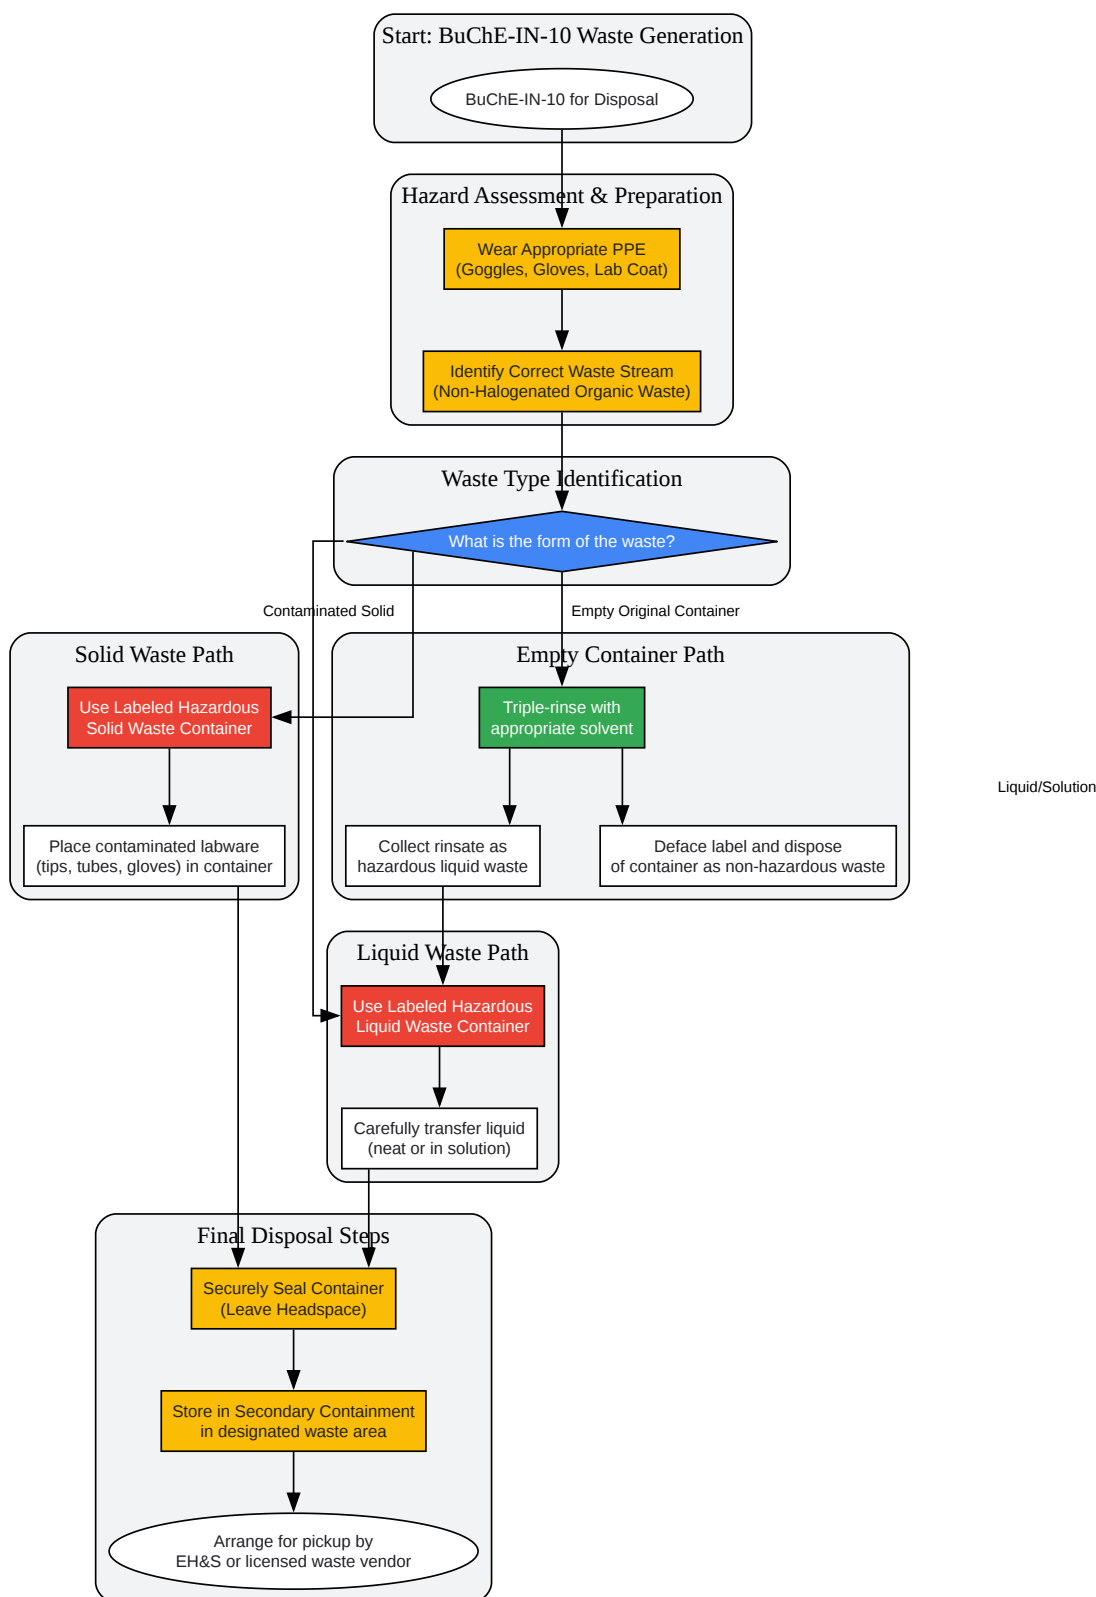 Start: BuChE-IN-10 Waste Generation
BuChE-IN-10 for Disposal
Hazard Assessment & Preparation
Wear Appropriate PPE
(Goggles, Gloves, Lab Coat)
Identify Correct Waste Stream
(Non-Halogenated Organic Waste)
Waste Type Identification
What is the form of the waste?
Contaminated Solid
Empty Original Container
Solid Waste Path
Use Labeled Hazardous
Solid Waste Container
Place contaminated labware
(tips, tubes, gloves) in container
Empty Container Path
Triple-rinse with
appropriate solvent
Collect rinsate as
hazardous liquid waste
Deface label and dispose
of container as non-hazardous waste
Liquid/Solution
Liquid Waste Path
Use Labeled Hazardous
Liquid Waste Container
Carefully transfer liquid
(neat or in solution)
Final Disposal Steps
Securely Seal Container
(Leave Headspace)
Store in Secondary Containment
in designated waste area
Arrange for pickup by
EH&S or licensed waste vendor